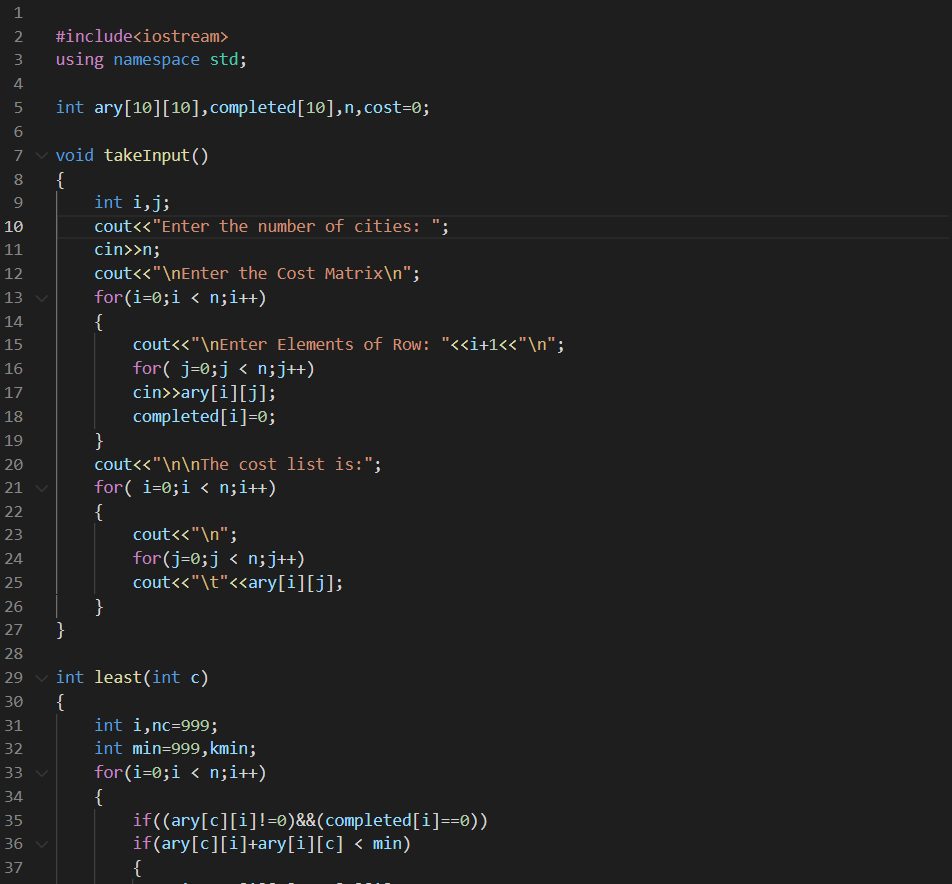 1
2 #include<iostream>
3 using namespace std;
4
5 int ary[10][10],completed[10],n,cost=0;
6
7 void takeInput()
8 {
9 int i,j;
10 cout<<"Enter the number of cities: ";
11 cin>>n;
12 cout<<"\nEnter the Cost Matrix\n";
13 for(i=0;i < n;i++)
14 {
15 cout<<"\nEnter Elements of Row: "<<i+1<<"\n";
16 for( j=0;j < n;j++)
17 cin>>ary[i][j];
18 completed[i]=0;
19 }
20 cout<<"\n\nThe cost list is:";
21 for( i=0;i < n;i++)
22 {
23 cout<<"\n";
24 for(j=0;j < n;j++)
25 cout<<"\t"<<ary[i][j];
26 }
27 }
28
29 int least(int c)
30 {
31 int i,nc=999;
32 int min=999,kmin;
33 for(i=0;i < n;i++)
34 {
35 if((ary[c][i]!=0)&&(completed[i]==0))
36 if(ary[c][i]+ary[i][c] < min)
37 {